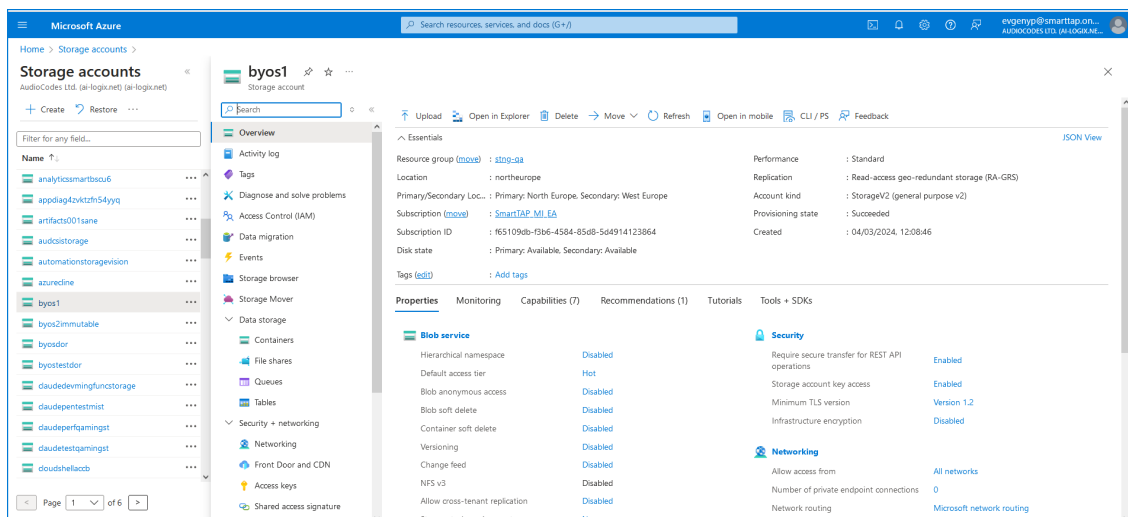 Microsoft Azure
Search resources, services, and docs (G+/)
evgenyp@smarttap.on...
AUDIOCODES LTD. (AI-LOGIX.NE...
Home > Storage accounts >
Storage accounts
AudioCodes Ltd. (ai-logix.net) (ai-logix.net)
Create Restore ...
Filter for any field...
Name ↑↓
analyticssmartbscu6 ...
appdiag4zvktzfn54yyq ...
artifacts001sane ...
audcsistorage ...
automationstoragevision ...
azurecline ...
byos1 ...
byos2immutable ...
byosdor ...
byostestdor ...
claudedevmingfuncstorage ...
claudepentestmist ...
claudeperfqamingst ...
claudetestqamingst ...
cloudshellaccb ...
< Page 1 of 6 >
byos1 ...
Storage account
Search
Overview
Activity log
Tags
Diagnose and solve problems
Access Control (IAM)
Data migration
Events
Storage browser
Storage Mover
Data storage
Containers
File shares
Queues
Tables
Security + networking
Networking
Front Door and CDN
Access keys
Shared access signature
Upload Open in Explorer Delete Move Refresh Open in mobile CLI / PS Feedback
Essentials
JSON View
Resource group (move) : stng-qa
Location : northeurope
Primary/Secondary Loc... : Primary: North Europe, Secondary: West Europe
Subscription (move) : SmartTAP_MI_EA
Subscription ID : f65109db-f3b6-4584-85d8-5d4914123864
Disk state : Primary: Available, Secondary: Available
Tags (edit) : Add tags
Performance : Standard
Replication : Read-access geo-redundant storage (RA-GRS)
Account kind : StorageV2 (general purpose v2)
Provisioning state : Succeeded
Created : 04/03/2024, 12:08:46
Properties Monitoring Capabilities (7) Recommendations (1) Tutorials Tools + SDKs
Blob service
Hierarchical namespace Disabled
Default access tier Hot
Blob anonymous access Disabled
Blob soft delete Disabled
Container soft delete Disabled
Versioning Disabled
Change feed Disabled
NFS v3 Disabled
Allow cross-tenant replication Disabled
Security
Require secure transfer for REST API
operations Enabled
Storage account key access Enabled
Minimum TLS version Version 1.2
Infrastructure encryption Disabled
Networking
Allow access from All networks
Number of private endpoint connections 0
Network routing Microsoft network routing